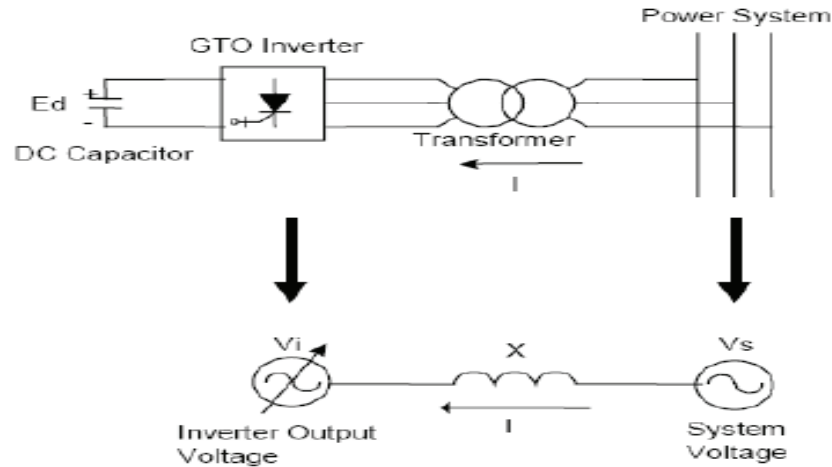 Power System
GTO Inverter
Ed
+
-
DC Capacitor
Transformer
I
Vi
X
Vs
I
Inverter Output
Voltage
System
Voltage